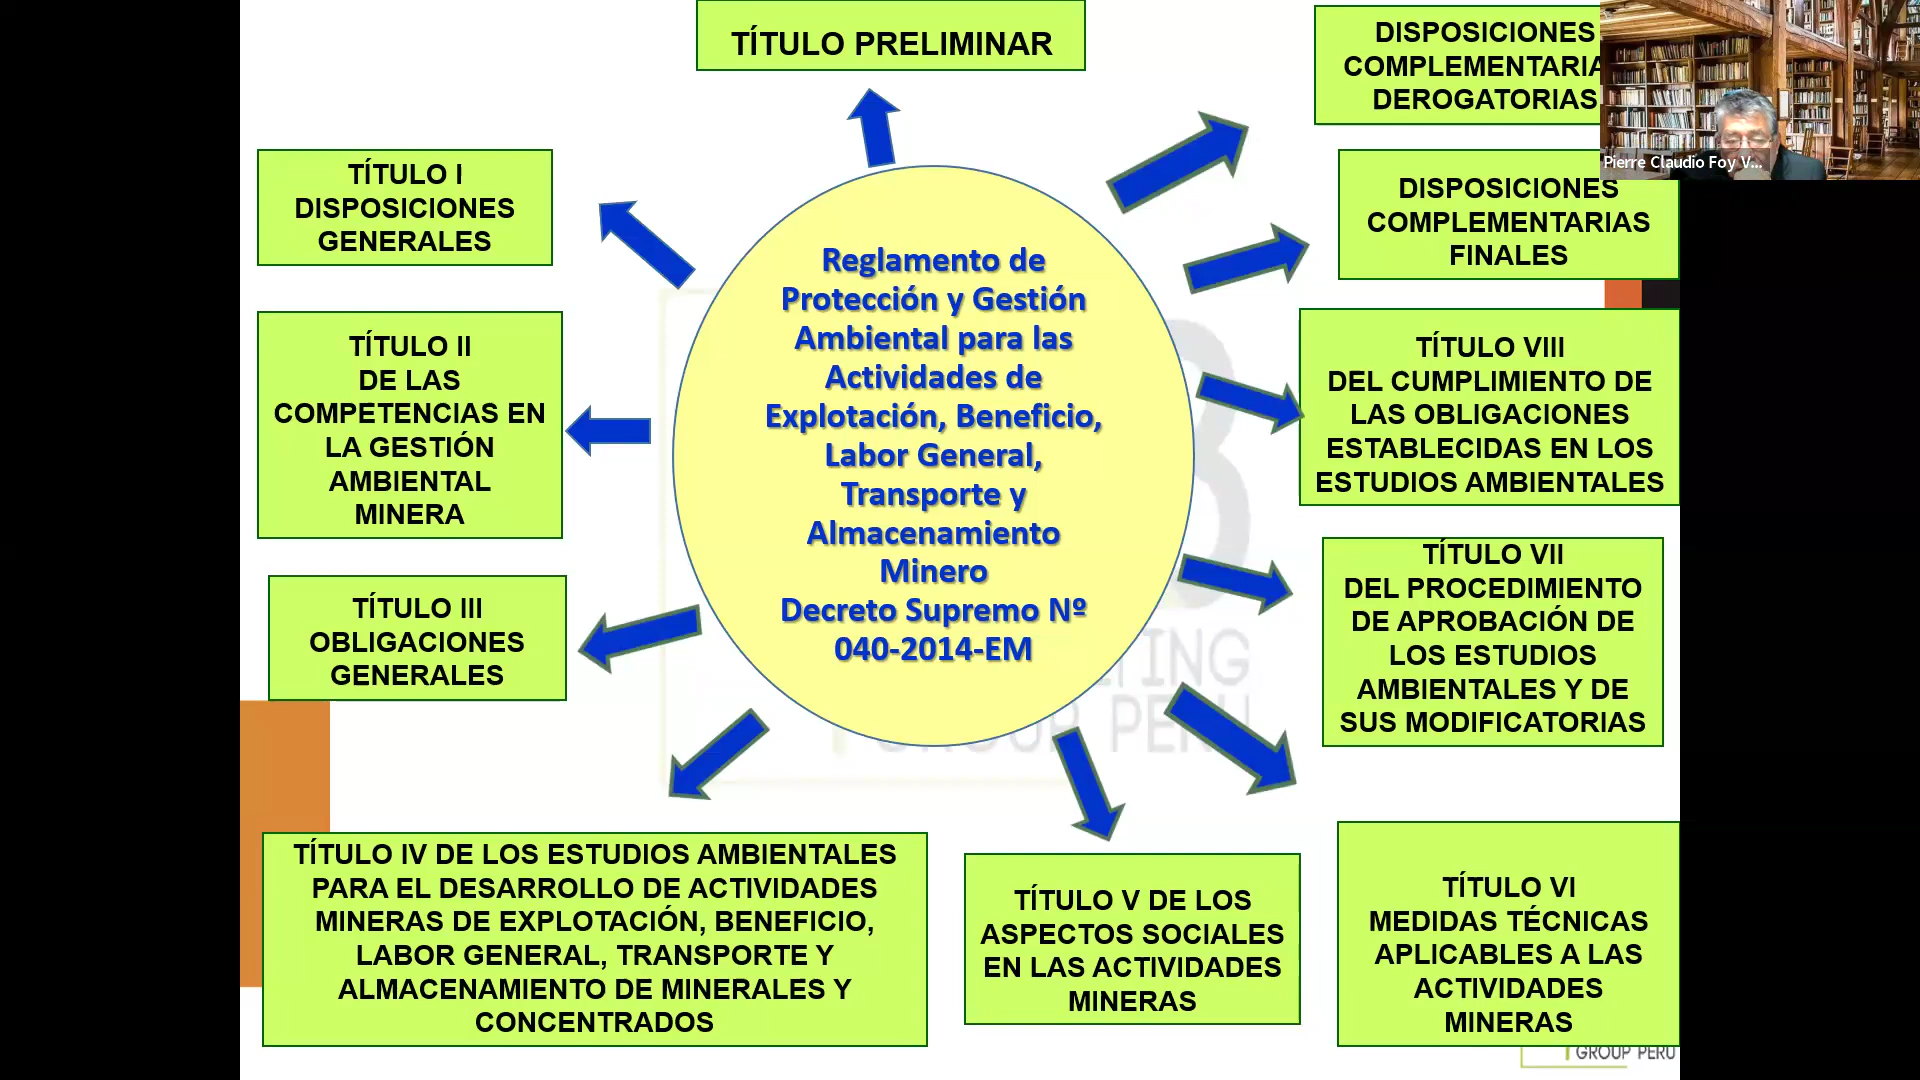 TÍTULO PRELIMINAR
DISPOSICIONES
COMPLEMENTARIA
DEROGATORIAS
Pierre Claudio Foy V...
TÍTULO I
DISPOSICIONES
GENERALES
DISPOSICIONES
COMPLEMENTARIAS
FINALES
Reglamento de
Protección y Gestión
Ambiental para las
Actividades de
Explotación, Beneficio,
Labor General,
Transporte y
Almacenamiento
Minero
Decreto Supremo Nº
040-2014-EM
TÍTULO II
DE LAS
COMPETENCIAS EN
LA GESTIÓN
AMBIENTAL
MINERA
TÍTULO VIII
DEL CUMPLIMIENTO DE
LAS OBLIGACIONES
ESTABLECIDAS EN LOS
ESTUDIOS AMBIENTALES
TÍTULO III
OBLIGACIONES
GENERALES
TÍTULO VII
DEL PROCEDIMIENTO
DE APROBACIÓN DE
LOS ESTUDIOS
AMBIENTALES Y DE
SUS MODIFICATORIAS
TÍTULO IV DE LOS ESTUDIOS AMBIENTALES
PARA EL DESARROLLO DE ACTIVIDADES
MINERAS DE EXPLOTACIÓN, BENEFICIO,
LABOR GENERAL, TRANSPORTE Y
ALMACENAMIENTO DE MINERALES Y
CONCENTRADOS
TÍTULO V DE LOS
ASPECTOS SOCIALES
EN LAS ACTIVIDADES
MINERAS
TÍTULO VI
MEDIDAS TÉCNICAS
APLICABLES A LAS
ACTIVIDADES
MINERAS
GROUP PERU